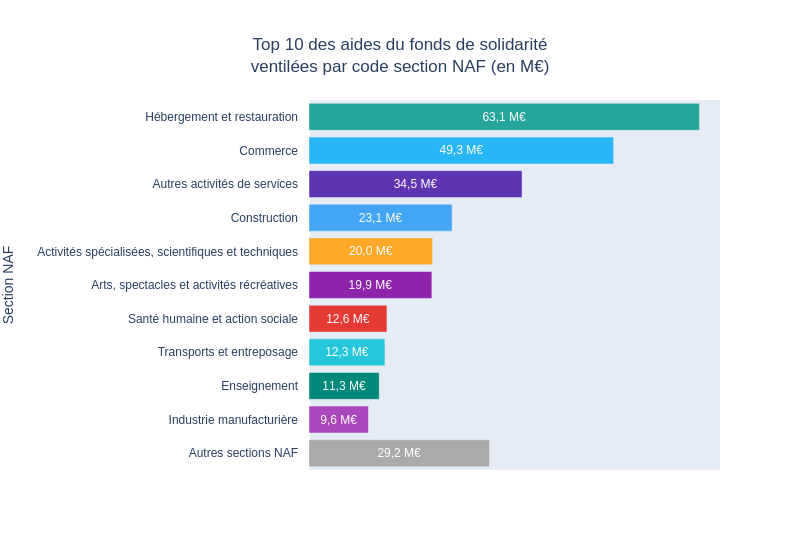 Top 10 des aides du fonds de solidarité
ventilées par code section NAF (en M€)
Section NAF
Hébergement et restauration 63,1 M€
Commerce 49,3 M€
Autres activités de services 34,5 M€
Construction 23,1 M€
Activités spécialisées, scientifiques et techniques 20,0 M€
Arts, spectacles et activités récréatives 19,9 M€
Santé humaine et action sociale 12,6 M€
Transports et entreposage 12,3 M€
Enseignement 11,3 M€
Industrie manufacturière 9,6 M€
Autres sections NAF 29,2 M€